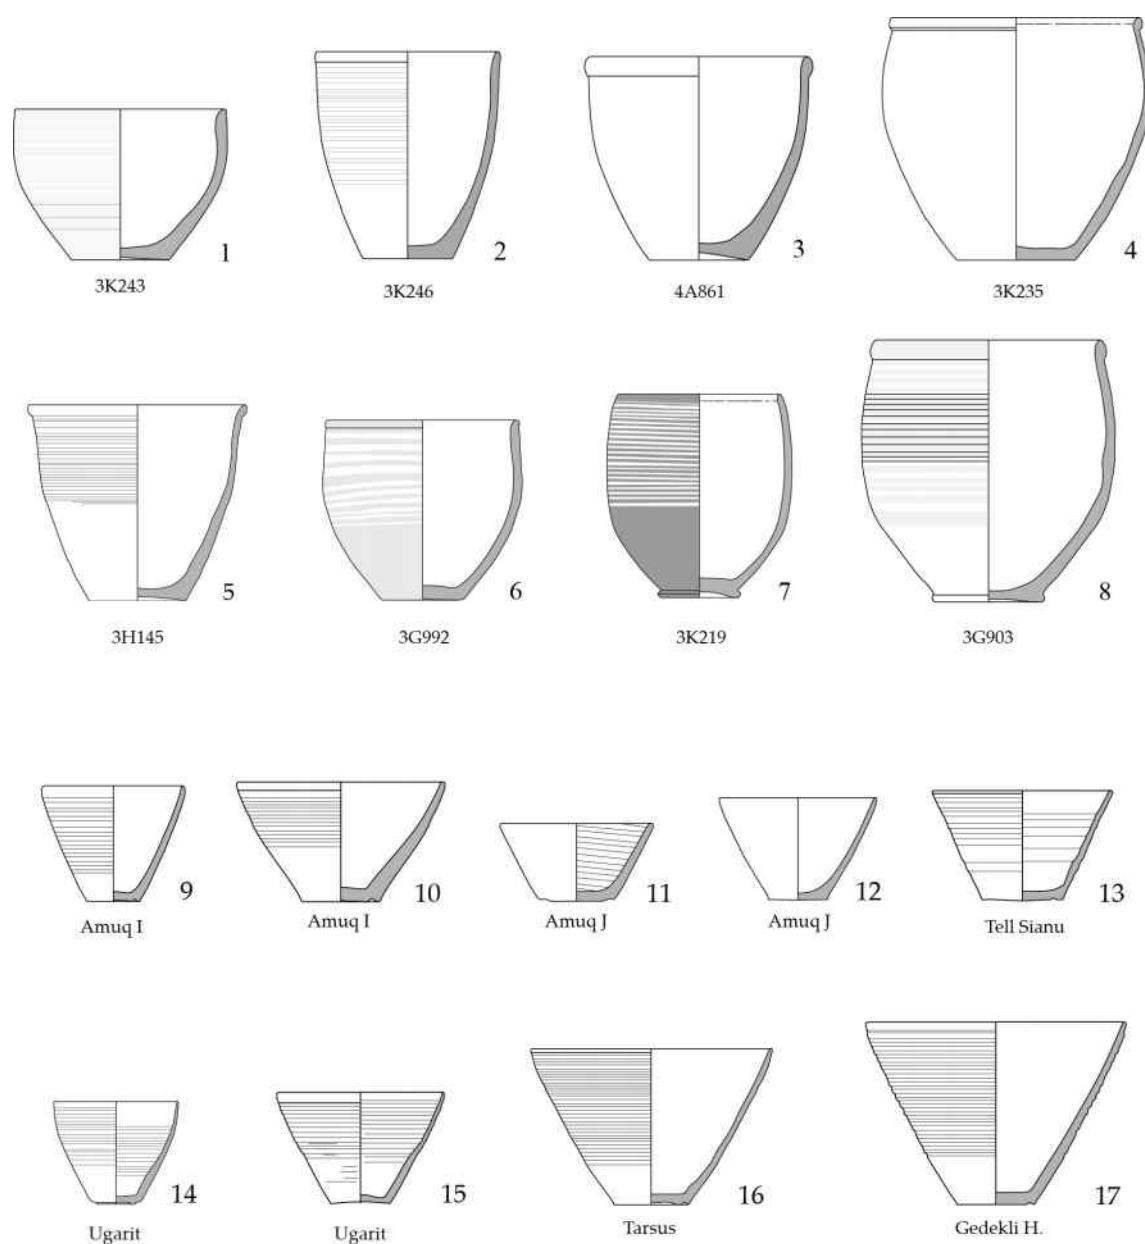 1 2 3 4
3K243 3K246 4A861 3K235
5 6 7 8
3H145 3G992 3K219 3G903
9 10 11 12 13
Amuq I Amuq I Amuq J Amuq J Tell Sianu
14 15 16 17
Ugarit Ugarit Tarsus Gedekli H.